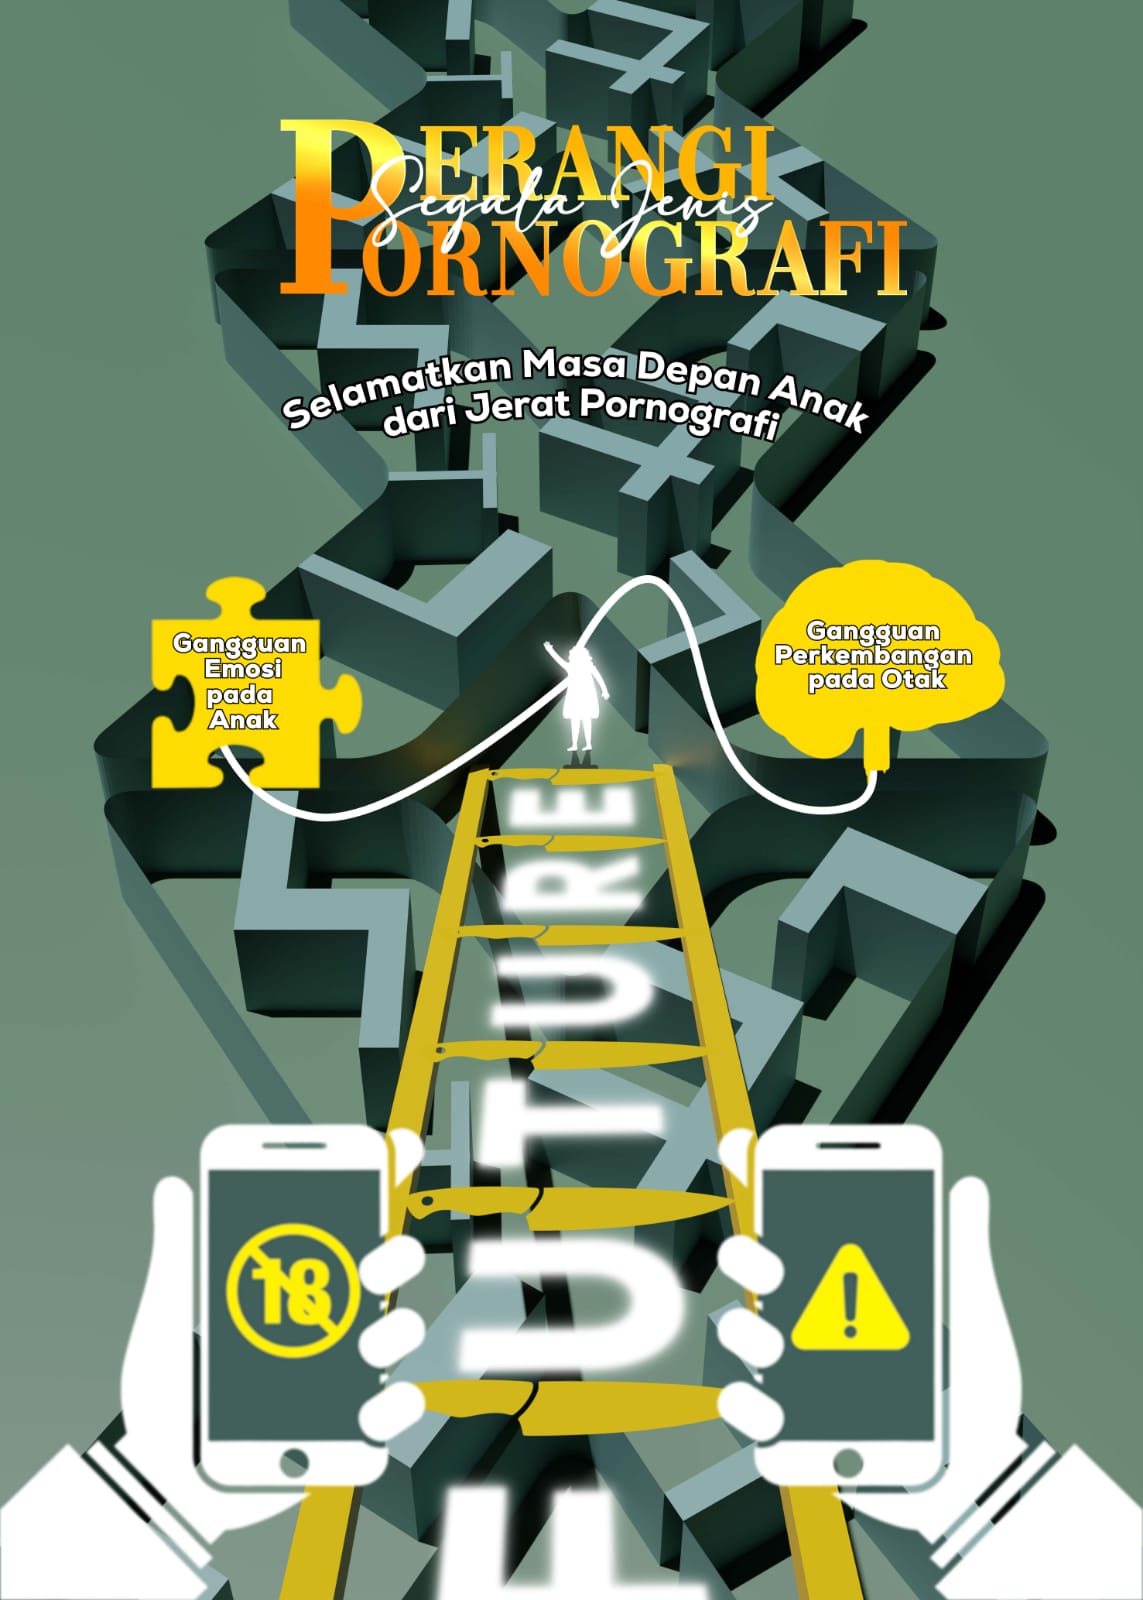 PERANGI
Segala Jenis
PORNOGRAFI
Selamatkan Masa Depan Anak
dari Jerat Pornografi
Gangguan
Emosi
pada
Anak
Gangguan
Perkembangan
pada Otak
FUTURE
18
!